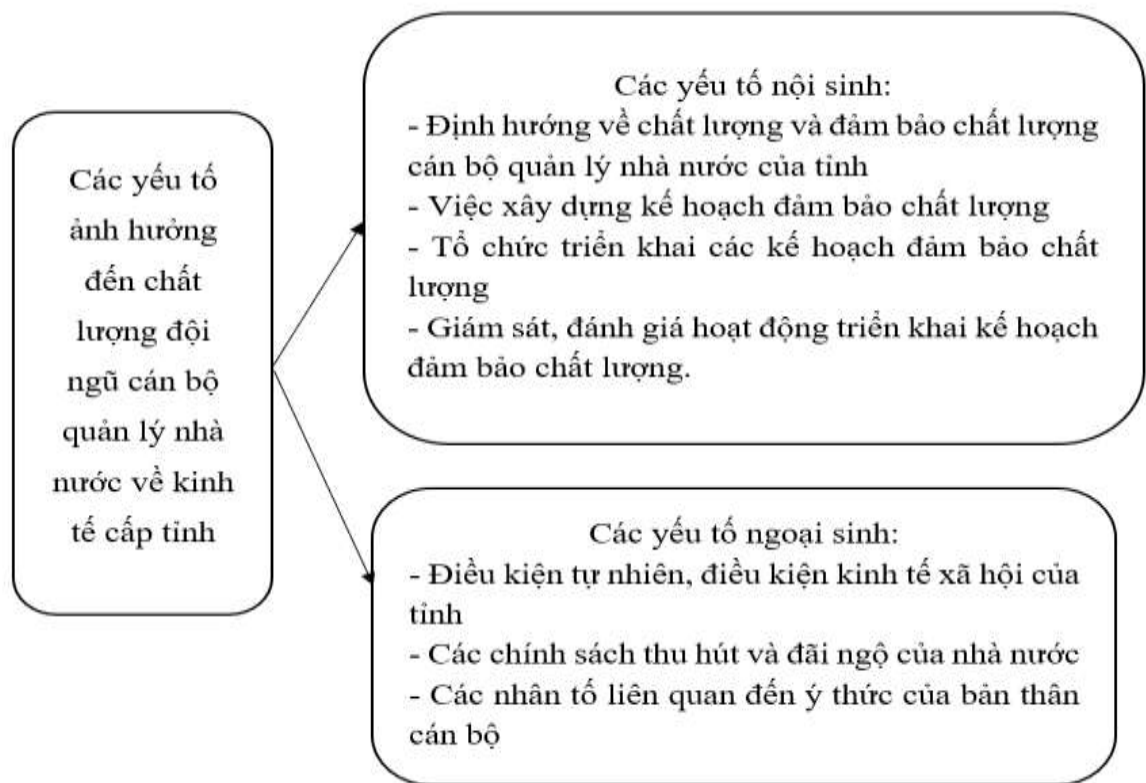 Các yếu tố
ảnh hưởng
đến chất
lượng đội
ngũ cán bộ
quản lý nhà
nước về kinh
tế cấp tỉnh
Các yếu tố nội sinh:
- Định hướng về chất lượng và đảm bảo chất lượng
cán bộ quản lý nhà nước của tỉnh
- Việc xây dựng kế hoạch đảm bảo chất lượng
- Tổ chức triển khai các kế hoạch đảm bảo chất
lượng
- Giám sát, đánh giá hoạt động triển khai kế hoạch
đảm bảo chất lượng.
Các yếu tố ngoại sinh:
- Điều kiện tự nhiên, điều kiện kinh tế xã hội của
tỉnh
- Các chính sách thu hút và đãi ngộ của nhà nước
- Các nhân tố liên quan đến ý thức của bản thân
cán bộ